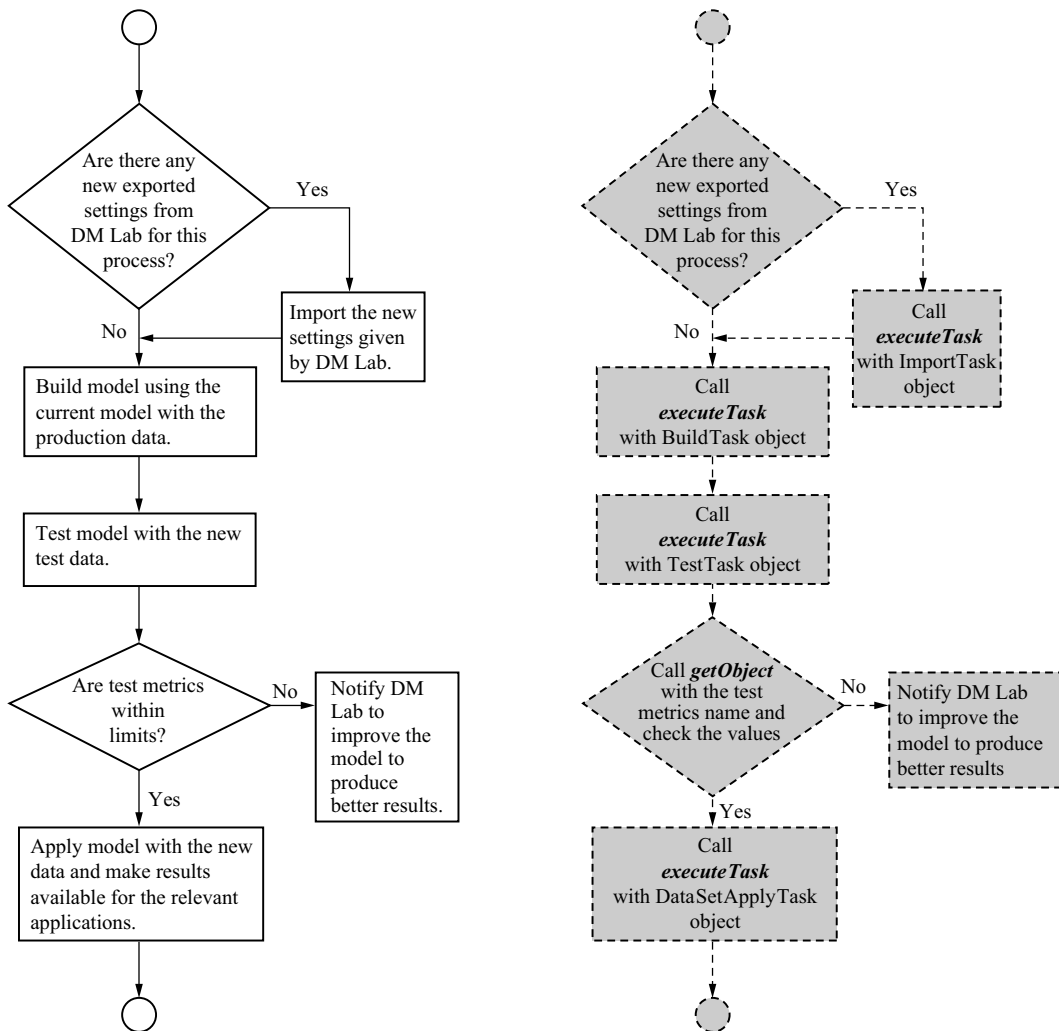 Are there any
new exported
settings from
DM Lab for this
process?
Yes
Import the new
settings given
by DM Lab.
No
Build model using the
current model with the
production data.
Test model with the new
test data.
Are test metrics
within
limits?
No
Notify DM
Lab to
improve the
model to
produce
better results.
Yes
Apply model with the new
data and make results
available for the relevant
applications.
Are there any
new exported
settings from
DM Lab for this
process?
Yes
Call
executeTask
with ImportTask
object
No
Call
executeTask
with BuildTask object
Call
executeTask
with TestTask object
Call getObject
with the test
metrics name and
check the values
No
Notify DM Lab
to improve the
model to produce
better results
Yes
Call
executeTask
with DataSetApplyTask
object